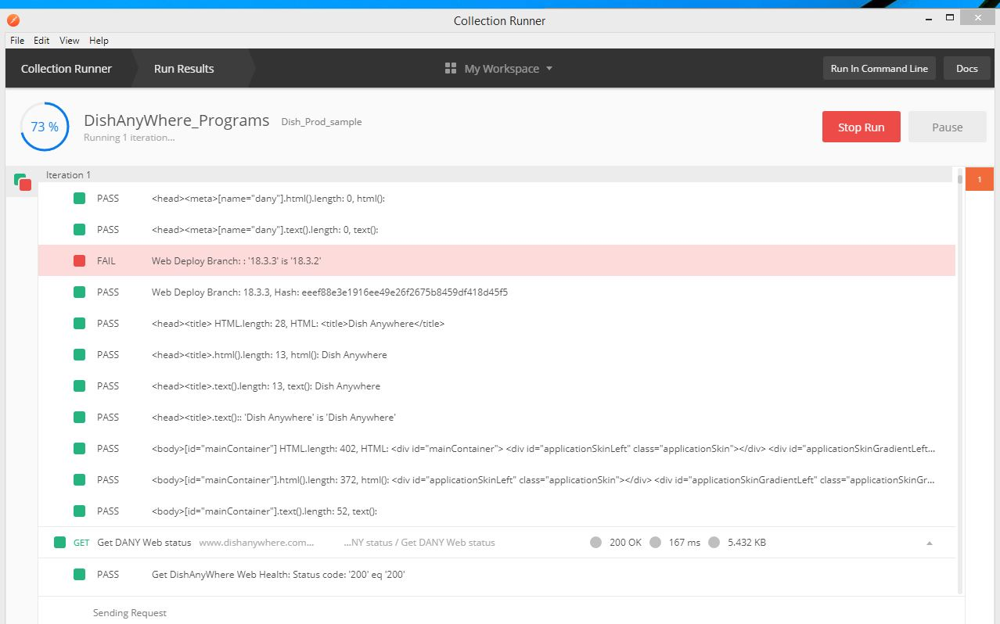 Collection Runner
File Edit View Help
Collection Runner Run Results My Workspace Run In Command Line Docs
73 % DishAnyWhere_Programs Dish_Prod_sample Stop Run Pause
Running 1 iteration...
Iteration 1 1
PASS <head><meta>[name="dany"].html().length: 0, html():
PASS <head><meta>[name="dany"].text().length: 0, text():
FAIL Web Deploy Branch: : '18.3.3' is '18.3.2'
PASS Web Deploy Branch: 18.3.3, Hash: eeef88e3e1916ee49e26f2675b8459df418d45f5
PASS <head><title> HTML.length: 28, HTML: <title>Dish Anywhere</title>
PASS <head><title>.html().length: 13, html(): Dish Anywhere
PASS <head><title>.text().length: 13, text(): Dish Anywhere
PASS <head><title>.text():: 'Dish Anywhere' is 'Dish Anywhere'
PASS <body>[id="mainContainer"] HTML.length: 402, HTML: <div id="mainContainer"> <div id="applicationSkinLeft" class="applicationSkin"></div> <div id="applicationSkinGradientLeft...
PASS <body>[id="mainContainer"].html().length: 372, html(): <div id="applicationSkinLeft" class="applicationSkin"></div> <div id="applicationSkinGradientLeft" class="applicationSkinGr...
PASS <body>[id="mainContainer"].text().length: 52, text():
GET Get DANY Web status www.dishanywhere.com... ...NY status / Get DANY Web status 200 OK 167 ms 5.432 KB
PASS Get DishAnyWhere Web Health: Status code: '200' eq '200'
Sending Request